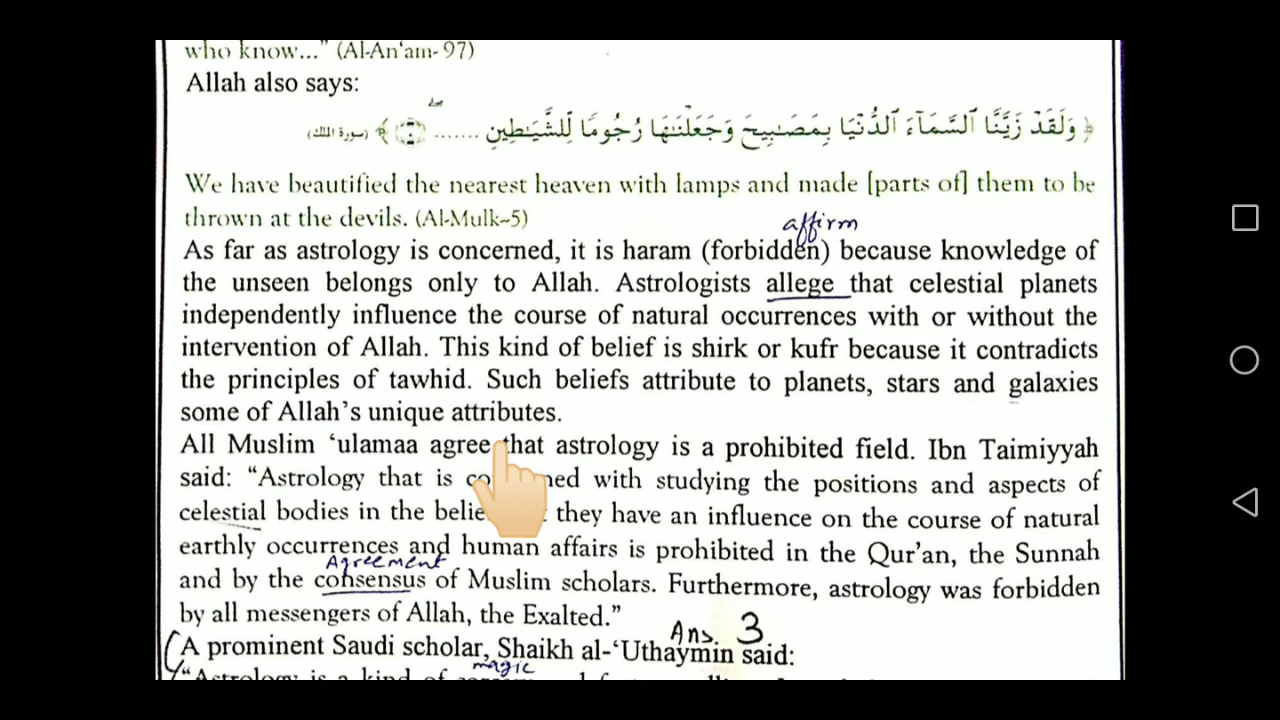 who know..." (Al-An'am- 97)
Allah also says:
﴿ وَلَقَدْ زَيَّنَّا ٱلسَّمَآءَ ٱلدُّنْيَا بِمَصَـٰبِيحَ وَجَعَلْنَـٰهَا رُجُومًا لِّلشَّيَـٰطِينِ ....... ﴾ (سورة الملك)
We have beautified the nearest heaven with lamps and made [parts of] them to be
thrown at the devils. (Al-Mulk-5)
affirm
As far as astrology is concerned, it is haram (forbidden) because knowledge of
the unseen belongs only to Allah. Astrologists allege that celestial planets
independently influence the course of natural occurrences with or without the
intervention of Allah. This kind of belief is shirk or kufr because it contradicts
the principles of tawhid. Such beliefs attribute to planets, stars and galaxies
some of Allah's unique attributes.
All Muslim 'ulamaa agree that astrology is a prohibited field. Ibn Taimiyyah
said: "Astrology that is with studying the positions and aspects of
celestial bodies in the they have an influence on the course of natural
earthly occurrences and human affairs is prohibited in the Qur'an, the Sunnah
Agreement
and by the consensus of Muslim scholars. Furthermore, astrology was forbidden
by all messengers of Allah, the Exalted."
Ans. 3
A prominent Saudi scholar, Shaikh al-'Uthaymin said:
magic
"Astrology is a kind of